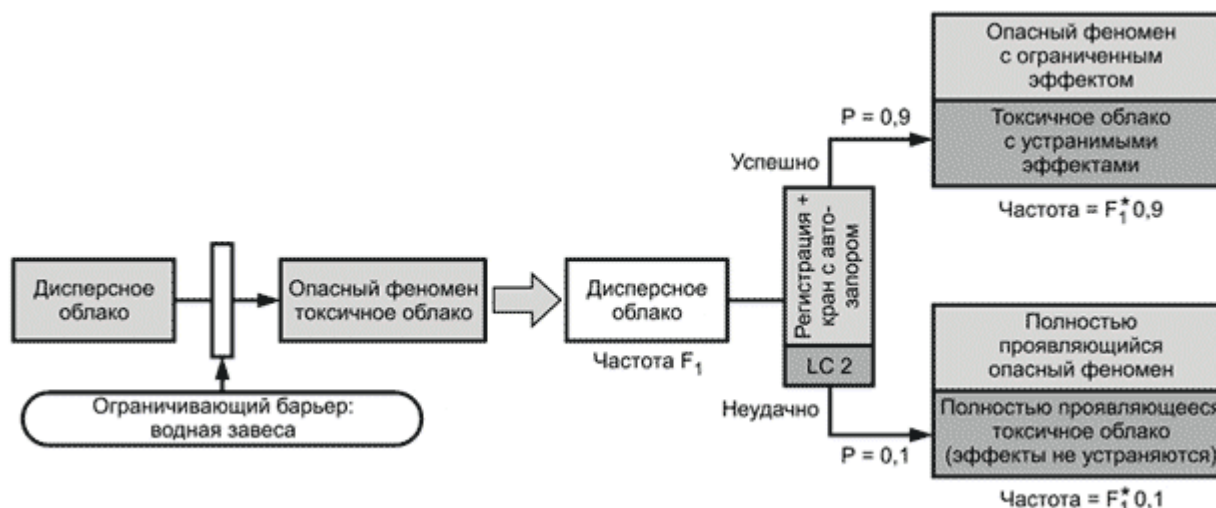 Дисперсное
облако
Ограничивающий барьер:
водная завеса
Опасный феномен
токсичное облако
Дисперсное
облако
Частота F₁
Регистрация +
кран с авто-
запором
LC 2
Успешно
P = 0,9
Неудачно
P = 0,1
Опасный феномен
с ограниченным
эффектом
Токсичное облако
с устранимыми
эффектами
Частота = F₁* 0,9
Полностью
проявляющийся
опасный феномен
Полностью проявляющееся
токсичное облако
(эффекты не устраняются)
Частота = F₁* 0,1